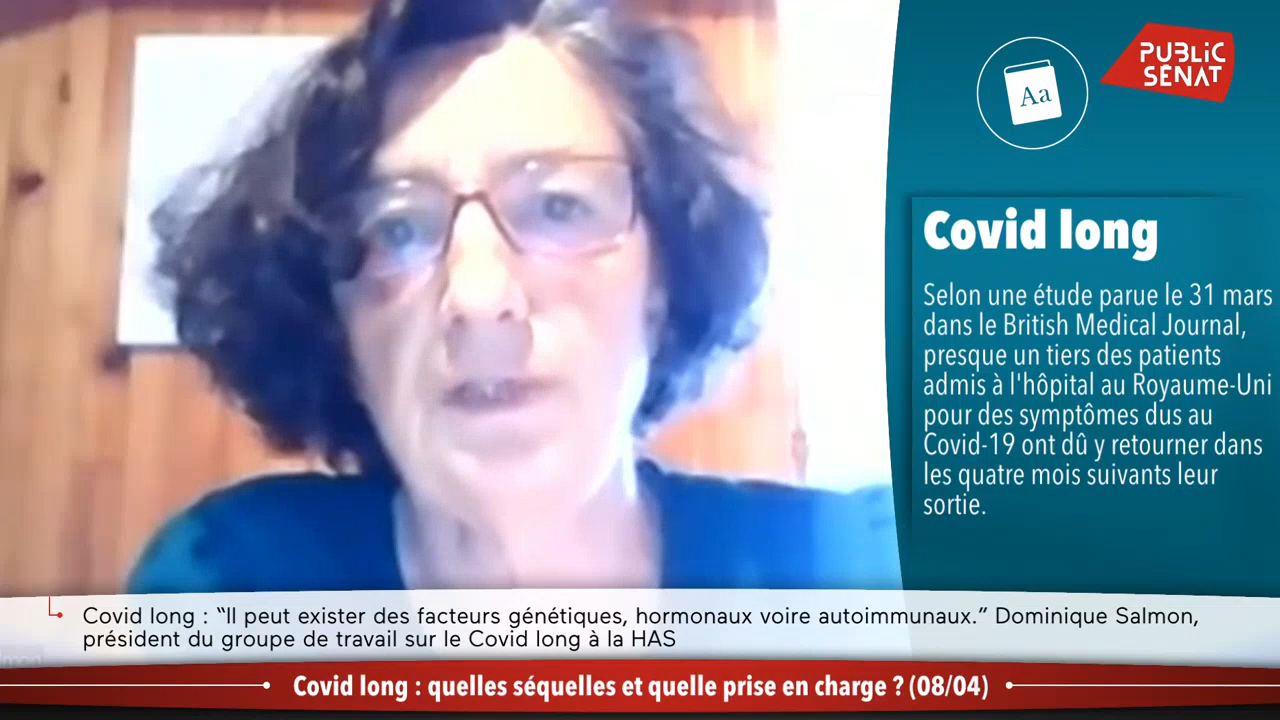 PUBLIC
SÉNAT
Aa
Covid long
Selon une étude parue le 31 mars
dans le British Medical Journal,
presque un tiers des patients
admis à l'hôpital au Royaume-Uni
pour des symptômes dus au
Covid-19 ont dû y retourner dans
les quatre mois suivants leur
sortie.
Covid long : “Il peut exister des facteurs génétiques, hormonaux voire autoimmunaux.” Dominique Salmon,
président du groupe de travail sur le Covid long à la HAS
Covid long : quelles séquelles et quelle prise en charge ? (08/04)